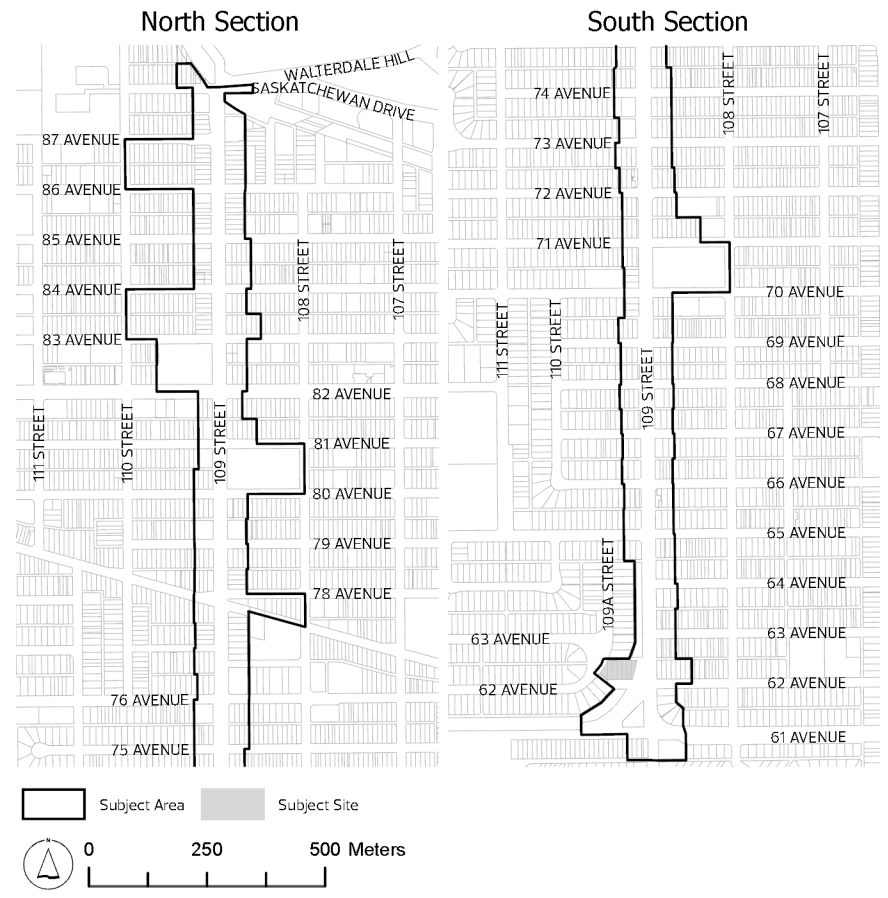 North Section
WALTERDALE HILL
SASKATCHEWAN DRIVE
87 AVENUE
86 AVENUE
85 AVENUE
84 AVENUE
83 AVENUE
108 STREET
107 STREET
82 AVENUE
111 STREET
110 STREET
109 STREET
81 AVENUE
80 AVENUE
79 AVENUE
78 AVENUE
76 AVENUE
75 AVENUE
South Section
74 AVENUE
73 AVENUE
72 AVENUE
71 AVENUE
108 STREET
107 STREET
70 AVENUE
111 STREET
110 STREET
109 STREET
69 AVENUE
68 AVENUE
67 AVENUE
66 AVENUE
65 AVENUE
109A STREET
64 AVENUE
63 AVENUE
63 AVENUE
62 AVENUE
62 AVENUE
61 AVENUE
Subject Area
Subject Site
N
0 250 500 Meters